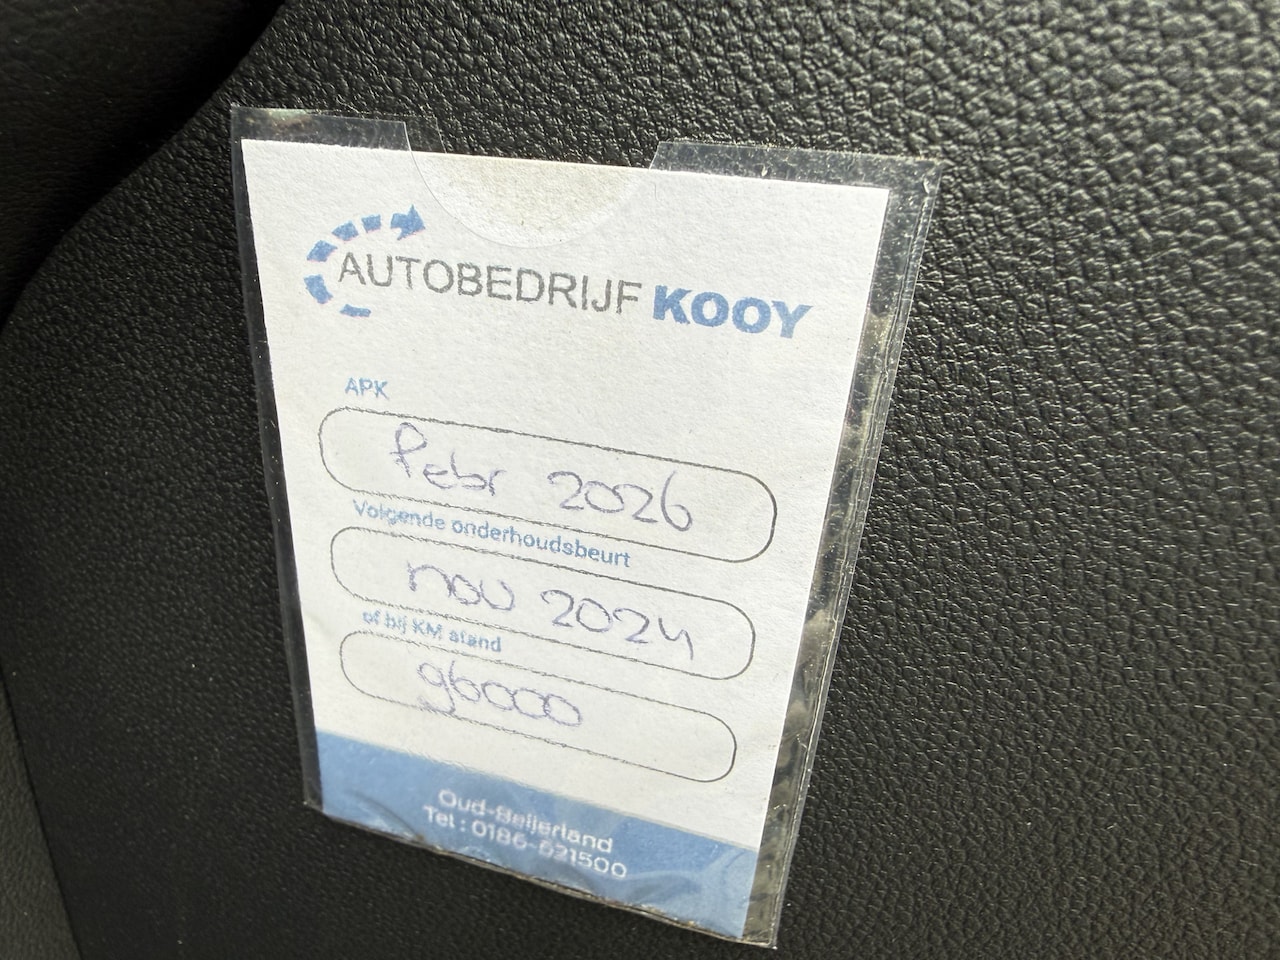 AUTOBEDRIJF KOOY
APK
febr 2026
Volgende onderhoudsbeurt
nov 2024
of bij KM stand
96000
Oud-Beijerland
Tel : 0186-621500